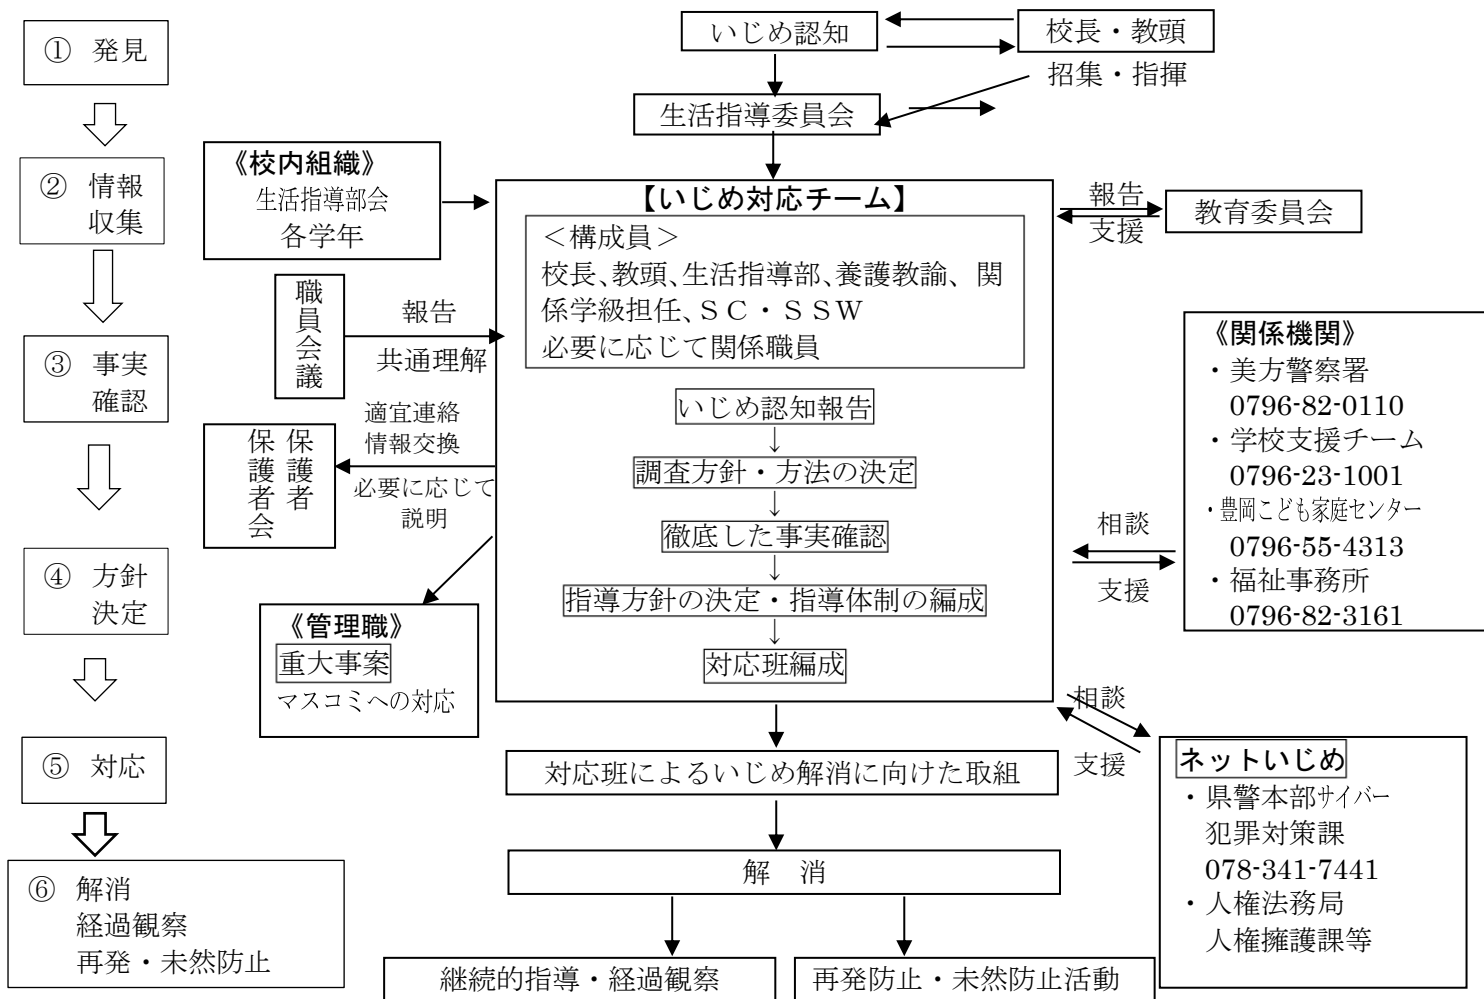 ① 発見
② 情報
収集
③ 事実
確認
④ 方針
決定
⑤ 対応
⑥ 解消
経過観察
再発・未然防止
いじめ認知
校長・教頭
招集・指揮
生活指導委員会
《校内組織》
生活指導部会
各学年
職員会議
報告
共通理解
適宜連絡
情報交換
必要に応じて
説明
保護者
保護者会
《管理職》
重大事案
マスコミへの対応
【いじめ対応チーム】
<構成員>
校長、教頭、生活指導部、養護教諭、関
係学級担任、SC・SSW
必要に応じて関係職員
いじめ認知報告
↓
調査方針・方法の決定
↓
徹底した事実確認
↓
指導方針の決定・指導体制の編成
↓
対応班編成
報告
支援
教育委員会
《関係機関》
・美方警察署
0796-82-0110
・学校支援チーム
0796-23-1001
・豊岡こども家庭センター
0796-55-4313
・福祉事務所
0796-82-3161
相談
支援
相談
支援
ネットいじめ
・県警本部サイバー
犯罪対策課
078-341-7441
・人権法務局
人権擁護課等
対応班によるいじめ解消に向けた取組
解 消
継続的指導・経過観察
再発防止・未然防止活動